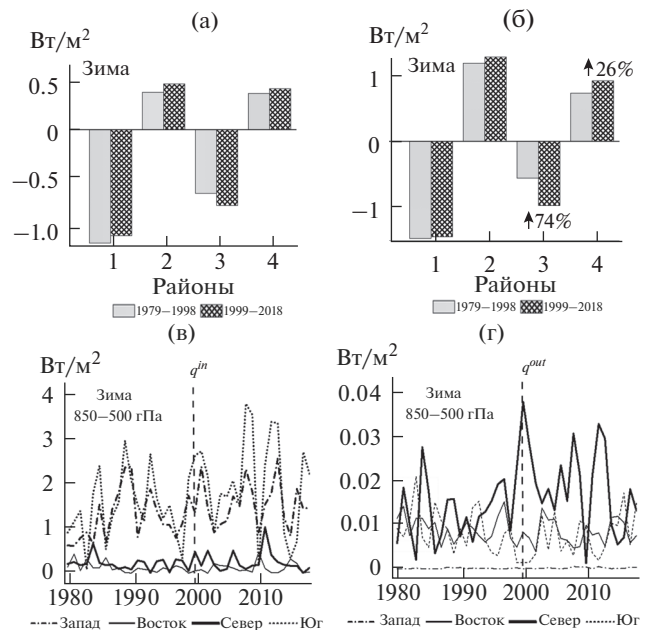 (а)
Вт/м²
Зима
0.5
0
−0.5
−1.0
1 2 3 4
Районы
1979−1998 1999−2018
(б)
Вт/м²
Зима
1
0
−1
26%
74%
1 2 3 4
Районы
1979−1998 1999−2018
(в)
Вт/м²
q^in
Зима
850−500 гПа
4
3
2
1
0
1980 1990 2000 2010
Запад Восток Север Юг
(г)
Вт/м²
q^out
Зима
850−500 гПа
0.04
0.03
0.02
0.01
0
1980 1990 2000 2010
Запад Восток Север Юг